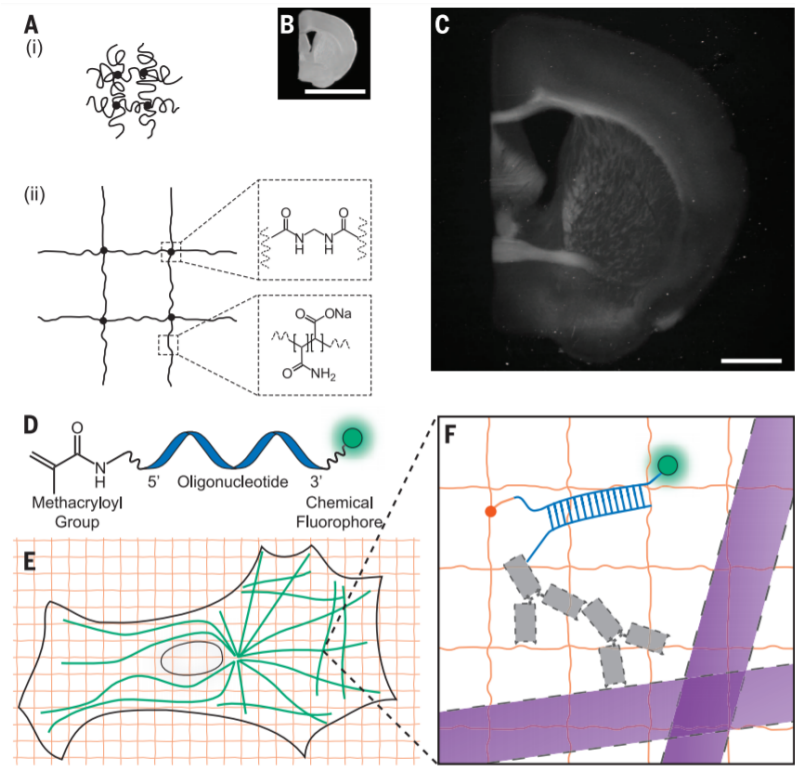 A
(i)
B
C
(ii)
O
O
N
H
N
H
O
ONa
O
NH2
D
O
N
H
5'
Oligonucleotide
3'
Methacryloyl
Group
Chemical
Fluorophore
E
F